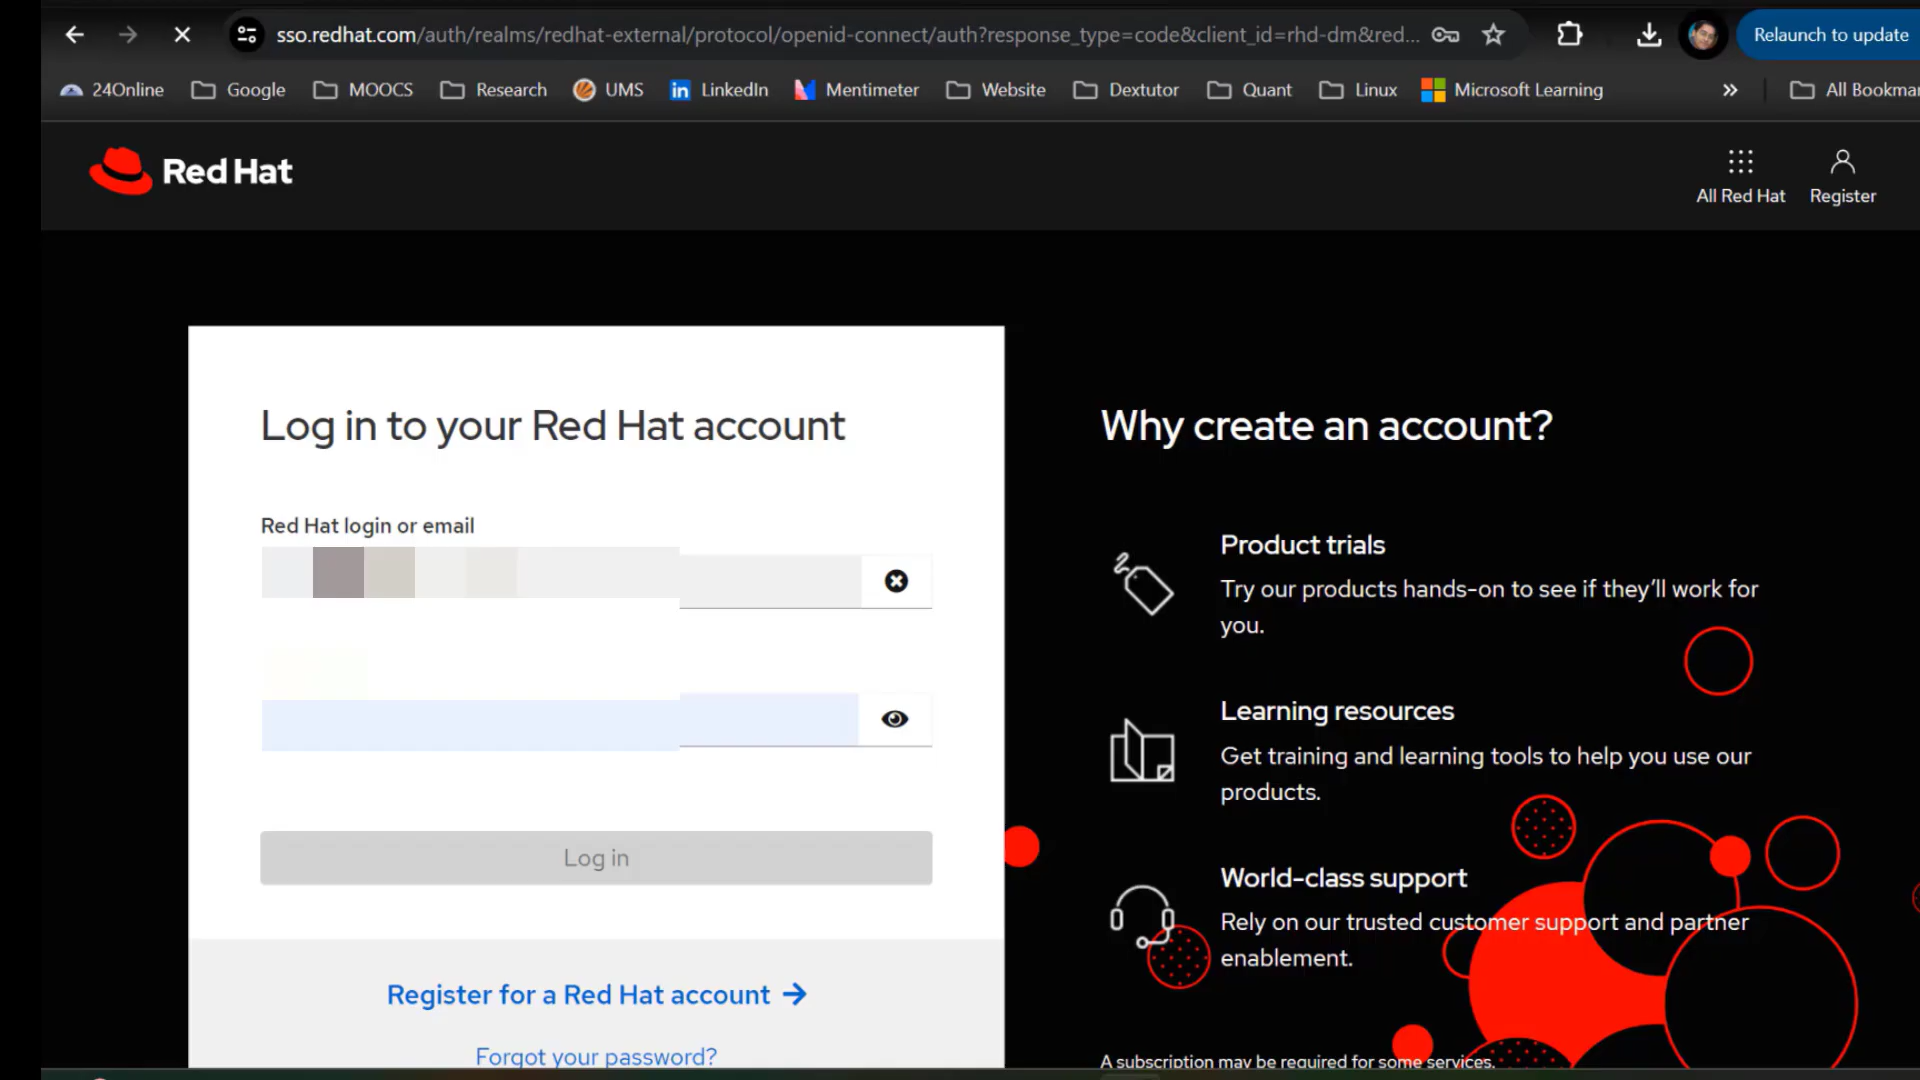 sso.redhat.com/auth/realms/redhat-external/protocol/openid-connect/auth?response_type=code&client_id=rhd-dm&red...
Relaunch to update
24Online Google MOOCS Research UMS LinkedIn Mentimeter Website Dextutor Quant Linux Microsoft Learning » All Bookmar
Red Hat
All Red Hat
Register
Log in to your Red Hat account
Red Hat login or email
Log in
Register for a Red Hat account →
Forgot your password?
Why create an account?
Product trials
Try our products hands-on to see if they’ll work for
you.
Learning resources
Get training and learning tools to help you use our
products.
World-class support
Rely on our trusted customer support and partner
enablement.
A subscription may be required for some services.